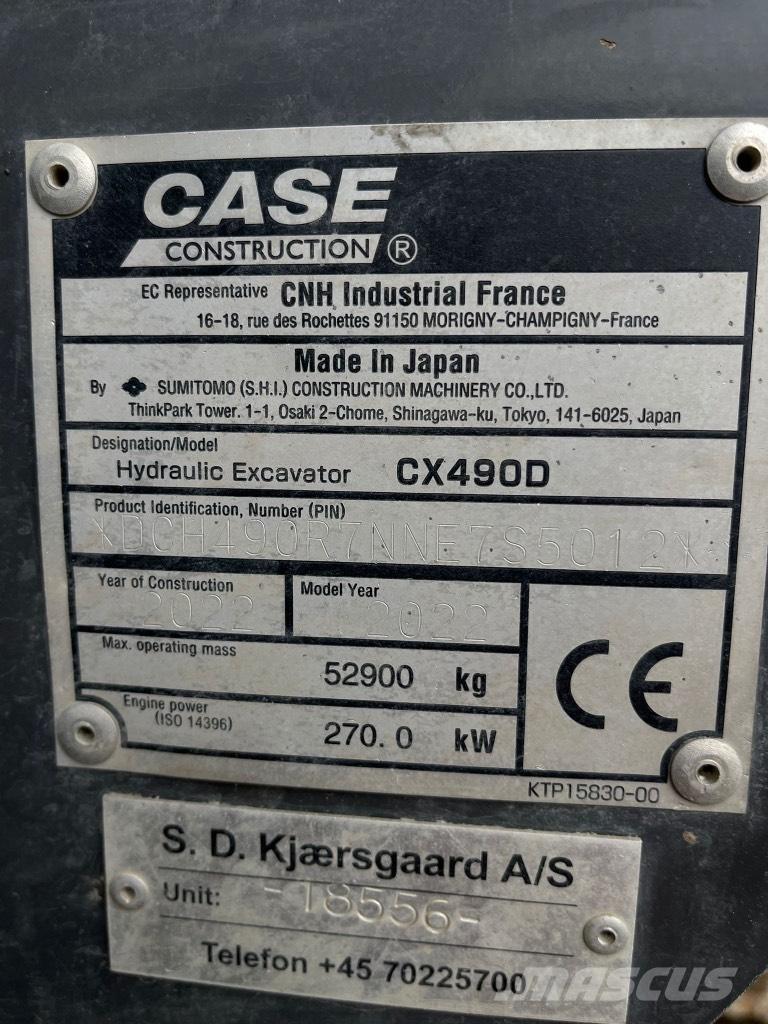 CASE
CONSTRUCTION ®
EC Representative CNH Industrial France
16-18, rue des Rochettes 91150 MORIGNY-CHAMPIGNY-France
Made In Japan
By SUMITOMO (S.H.I.) CONSTRUCTION MACHINERY CO.,LTD.
ThinkPark Tower. 1-1, Osaki 2-Chome, Shinagawa-ku, Tokyo, 141-6025, Japan
Designation/Model
Hydraulic Excavator CX490D
Product Identification, Number (PIN)
*DCH490R7NNE7S5012*
Year of Construction
2022
Model Year
2022
Max. operating mass
52900 kg
Engine power
(ISO 14396)
270.0 kW
CE
KTP15830-00
S. D. Kjærsgaard A/S
Unit: -18556-
Telefon +45 70225700
MASCUS